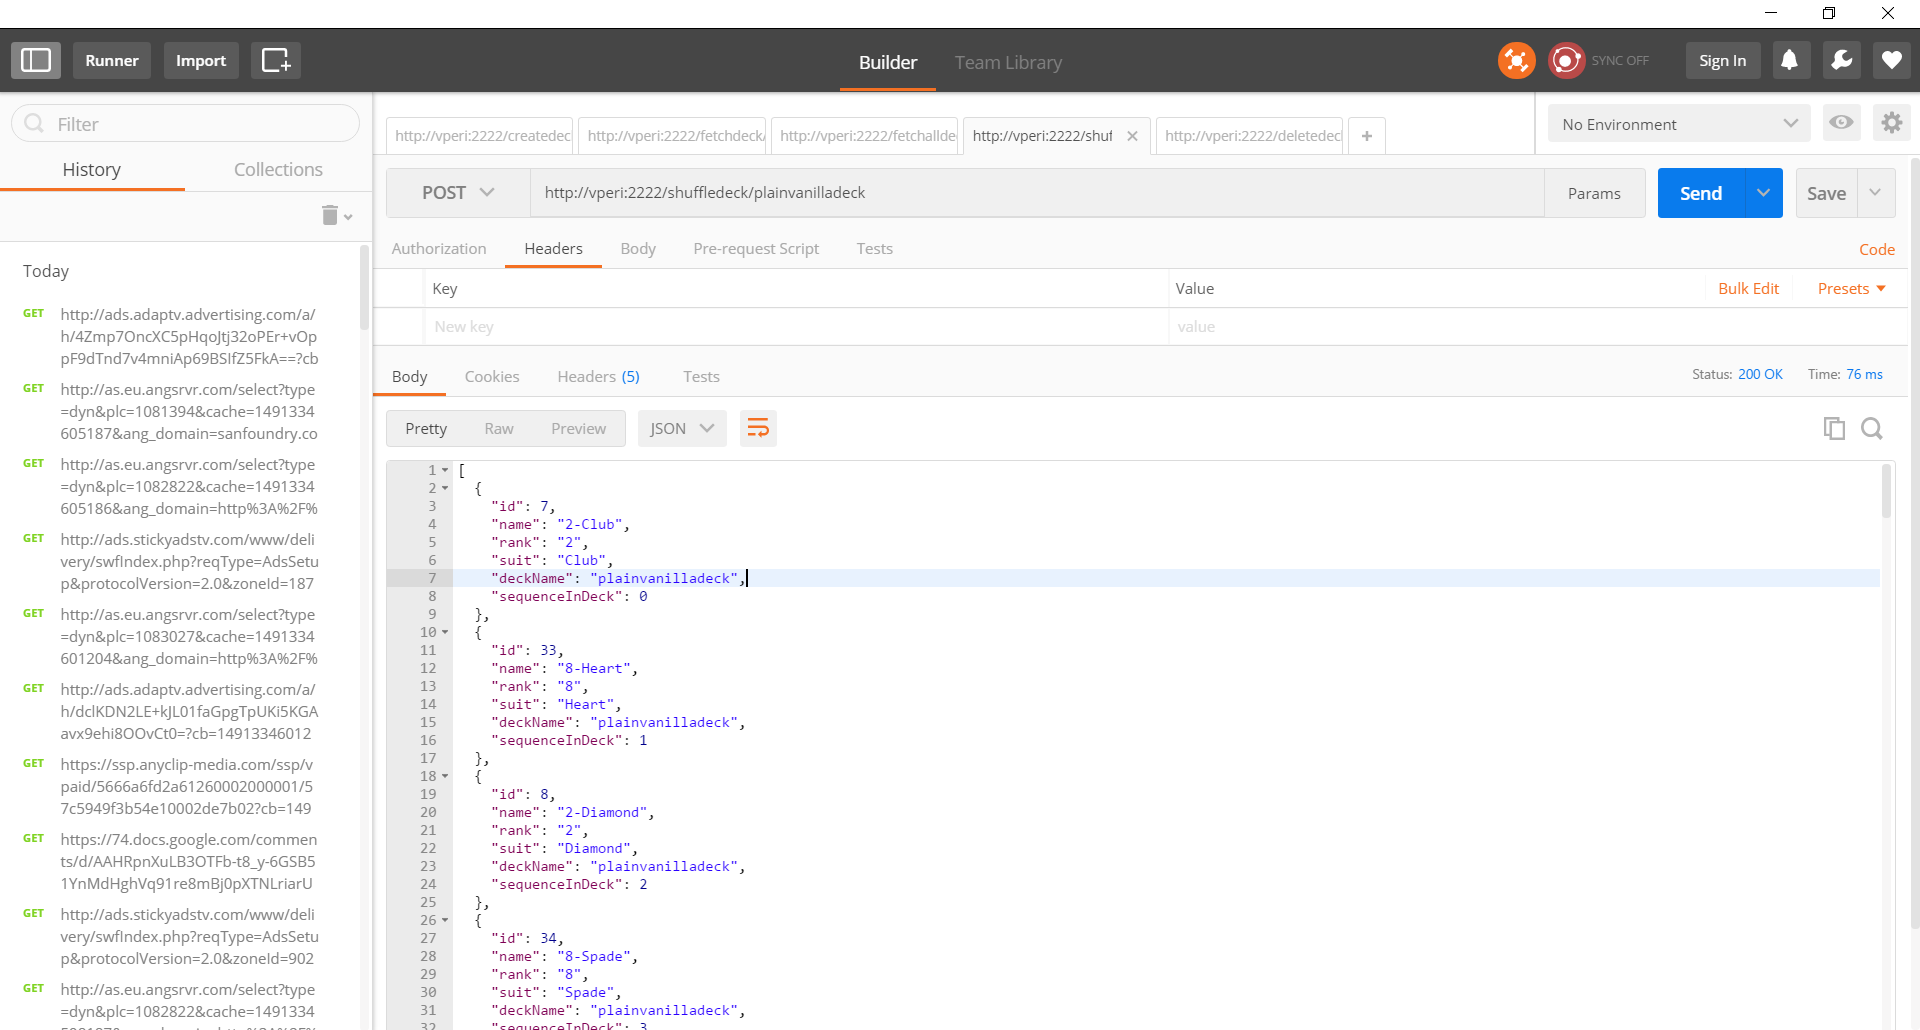 Runner
Import
Builder
Team Library
SYNC OFF
Sign In
Filter
History
Collections
Today
GET http://ads.adaptv.advertising.com/a/
h/4Zmp7OncXC5pHqoJtj32oPEr+vOp
pF9dTnd7v4mniAp69BSIfZ5FkA==?cb
GET http://as.eu.angsrvr.com/select?type
=dyn&plc=1081394&cache=1491334
605187&ang_domain=sanfoundry.co
GET http://as.eu.angsrvr.com/select?type
=dyn&plc=1082822&cache=1491334
605186&ang_domain=http%3A%2F%
GET http://ads.stickyadstv.com/www/deli
very/swfIndex.php?reqType=AdsSetu
p&protocolVersion=2.0&zoneId=187
GET http://as.eu.angsrvr.com/select?type
=dyn&plc=1083027&cache=1491334
601204&ang_domain=http%3A%2F%
GET http://ads.adaptv.advertising.com/a/
h/dclKDN2LE+kJL01faGpgTpUKi5KGA
avx9ehi8OOvCt0=?cb=14913346012
GET https://ssp.anyclip-media.com/ssp/v
paid/5666a6fd2a61260002000001/5
7c5949f3b54e10002de7b02?cb=149
GET https://74.docs.google.com/commen
ts/d/AAHRpnXuLB3OTFb-t8_y-6GSB5
1YnMdHghVq91re8mBj0pXTNLriarU
GET http://ads.stickyadstv.com/www/deli
very/swfIndex.php?reqType=AdsSetu
p&protocolVersion=2.0&zoneId=902
GET http://as.eu.angsrvr.com/select?type
=dyn&plc=1082822&cache=1491334
http://vperi:2222/createdec
http://vperi:2222/fetchdeck/
http://vperi:2222/fetchallde
http://vperi:2222/shuf
http://vperi:2222/deletedec
No Environment
POST
http://vperi:2222/shuffledeck/plainvanilladeck
Params
Send
Save
Authorization
Headers
Body
Pre-request Script
Tests
Code
Key
Value
Bulk Edit
Presets
New key
value
Body
Cookies
Headers (5)
Tests
Status: 200 OK
Time: 76 ms
Pretty
Raw
Preview
JSON
1 [
2 {
3 "id": 7,
4 "name": "2-Club",
5 "rank": "2",
6 "suit": "Club",
7 "deckName": "plainvanilladeck",
8 "sequenceInDeck": 0
9 },
10 {
11 "id": 33,
12 "name": "8-Heart",
13 "rank": "8",
14 "suit": "Heart",
15 "deckName": "plainvanilladeck",
16 "sequenceInDeck": 1
17 },
18 {
19 "id": 8,
20 "name": "2-Diamond",
21 "rank": "2",
22 "suit": "Diamond",
23 "deckName": "plainvanilladeck",
24 "sequenceInDeck": 2
25 },
26 {
27 "id": 34,
28 "name": "8-Spade",
29 "rank": "8",
30 "suit": "Spade",
31 "deckName": "plainvanilladeck",
32 "sequenceInDeck": 3